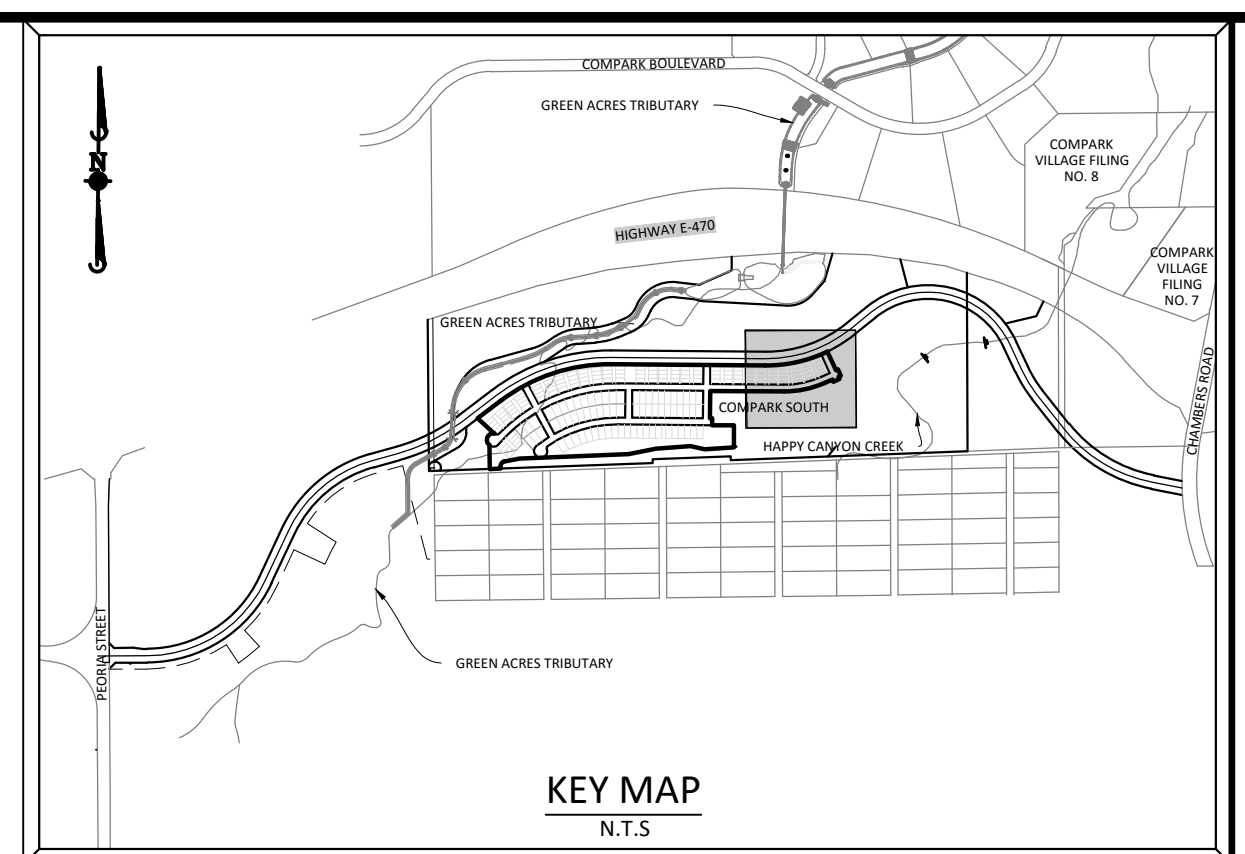 COMPARK BOULEVARD
GREEN ACRES TRIBUTARY
N
COMPARK
VILLAGE FILING
NO. 8
HIGHWAY E-470
COMPARK
VILLAGE
FILING
NO. 7
GREEN ACRES TRIBUTARY
CHAMBERS ROAD
COMPARK SOUTH
HAPPY CANYON CREEK
PEORIA STREET
GREEN ACRES TRIBUTARY
KEY MAP
N.T.S